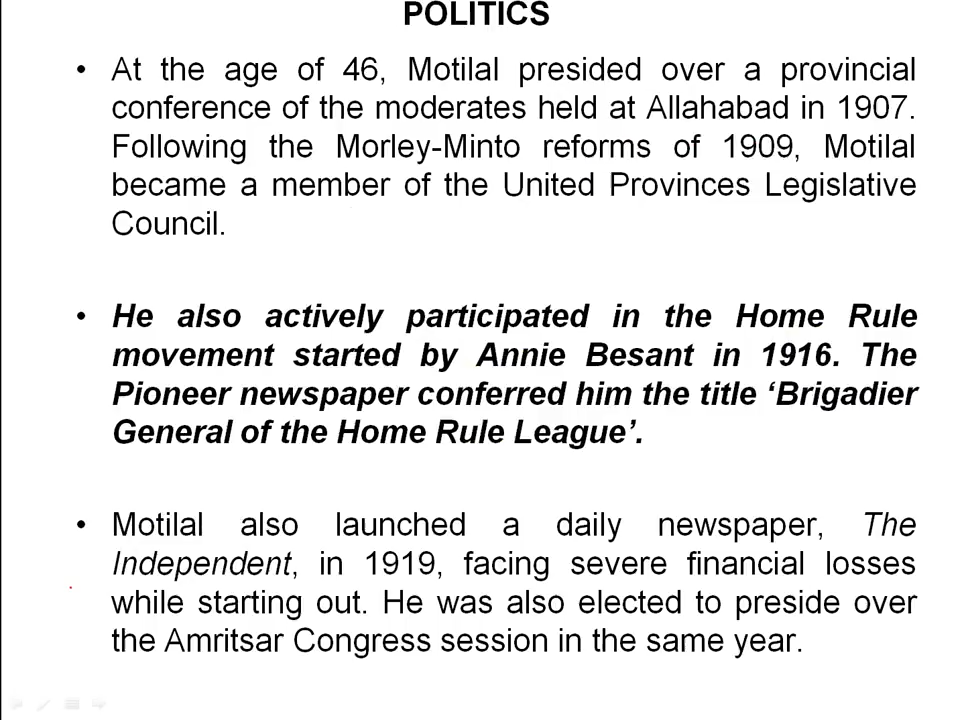 POLITICS
• At the age of 46, Motilal presided over a provincial
conference of the moderates held at Allahabad in 1907.
Following the Morley-Minto reforms of 1909, Motilal
became a member of the United Provinces Legislative
Council.
• He also actively participated in the Home Rule
movement started by Annie Besant in 1916. The
Pioneer newspaper conferred him the title ‘Brigadier
General of the Home Rule League’.
• Motilal also launched a daily newspaper, The
Independent, in 1919, facing severe financial losses
while starting out. He was also elected to preside over
the Amritsar Congress session in the same year.